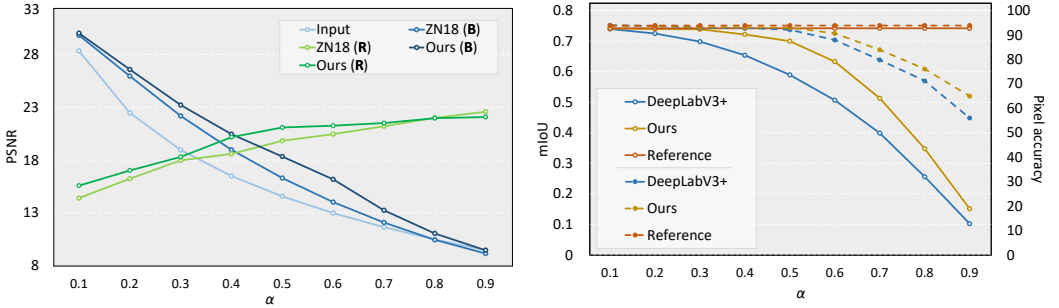 33
28
23
18
13
8
PSNR
Input
ZN18 (B)
ZN18 (R)
Ours (B)
Ours (R)
0.1 0.2 0.3 0.4 0.5 0.6 0.7 0.8 0.9
α
0.8
0.7
0.6
0.5
0.4
0.3
0.2
0.1
0
mIoU
DeepLabV3+
Ours
Reference
DeepLabV3+
Ours
Reference
0.1 0.2 0.3 0.4 0.5 0.6 0.7 0.8 0.9
α
100
90
80
70
60
50
40
30
20
10
0
Pixel accuracy